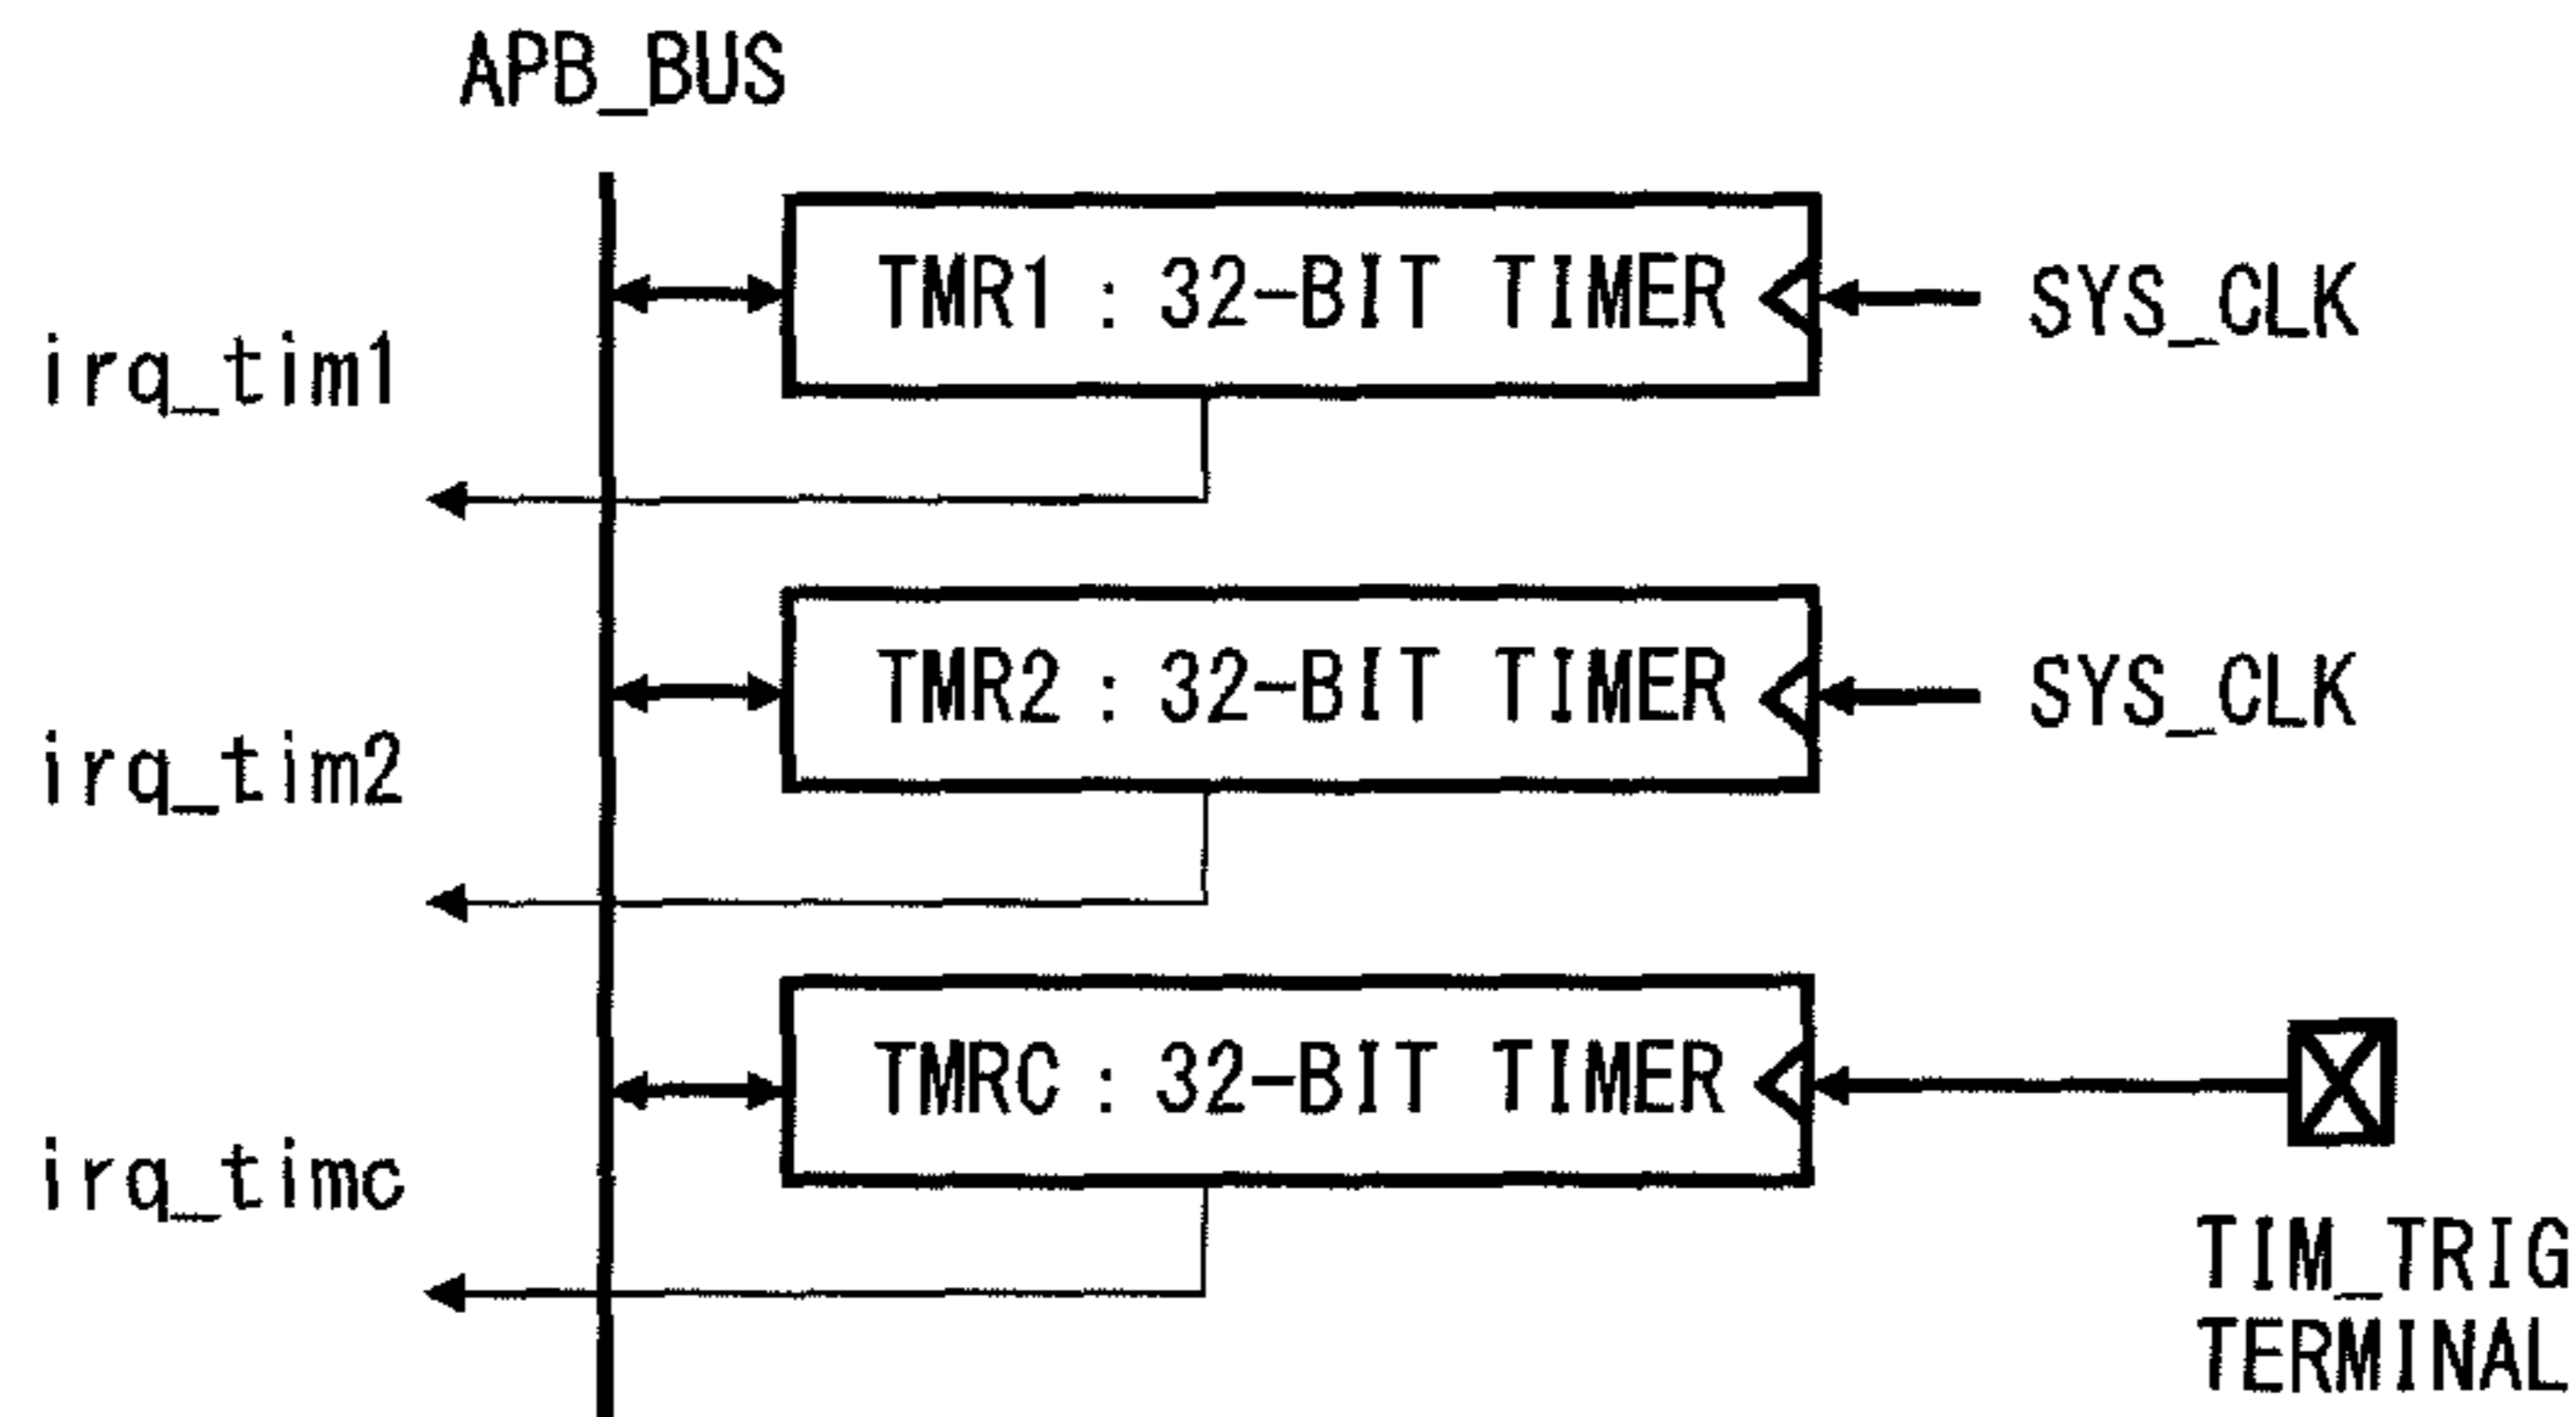 APB_BUS
TMR1 : 32-BIT TIMER
SYS_CLK
irq_tim1
TMR2 : 32-BIT TIMER
SYS_CLK
irq_tim2
TMRC : 32-BIT TIMER
irq_timc
TIM_TRIG
TERMINAL